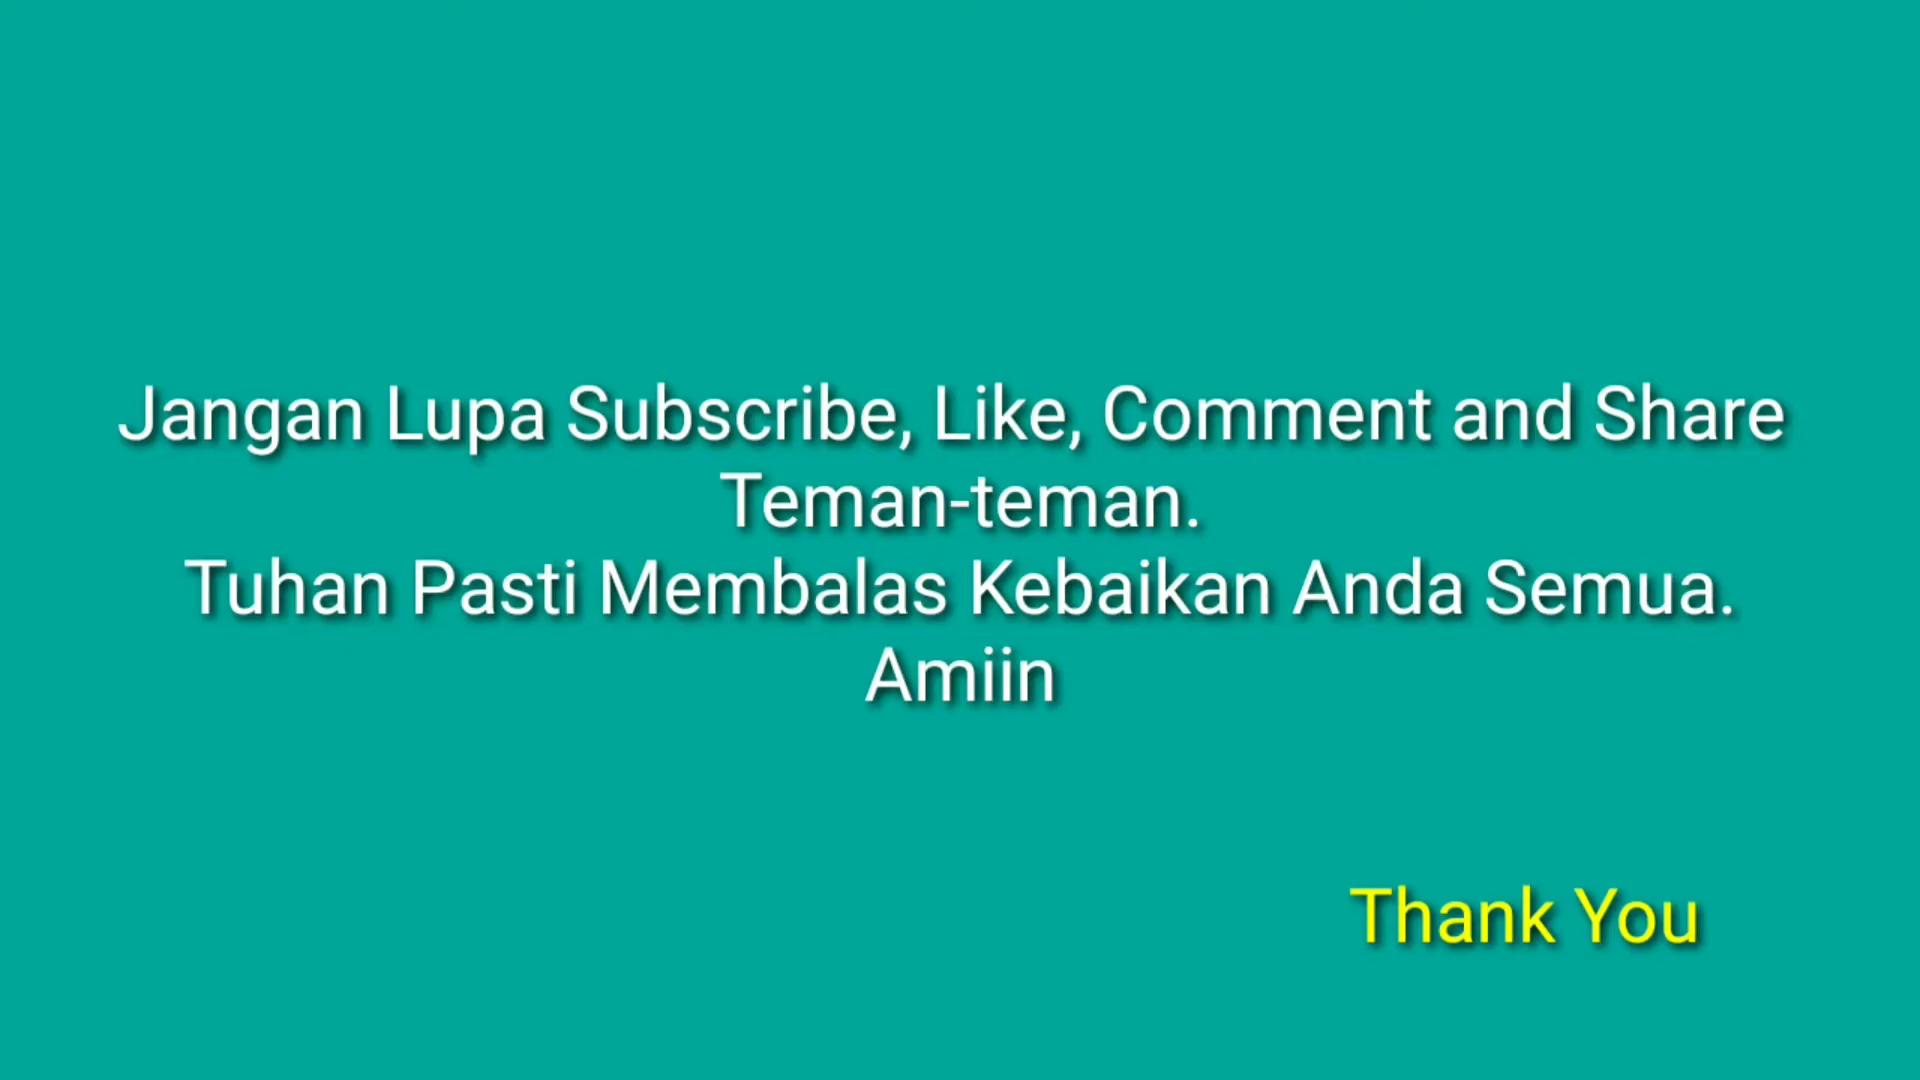 Jangan Lupa Subscribe, Like, Comment and Share
Teman-teman.
Tuhan Pasti Membalas Kebaikan Anda Semua.
Amiin
Thank You